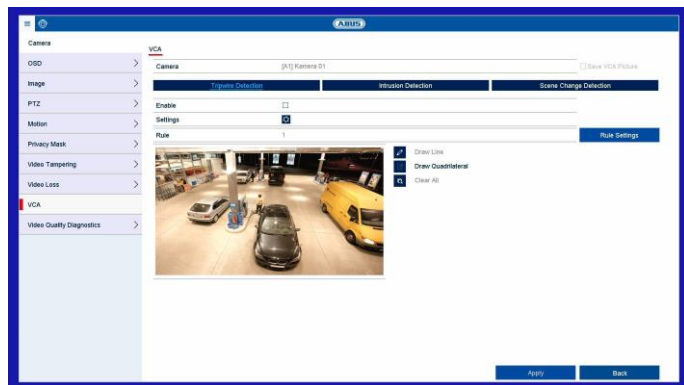 ABUS
Camera
VCA
OSD
Camera [A1] Kamera 01 Save VCA Picture
Image
Tripwire Detection Intrusion Detection Scene Change Detection
PTZ
Enable
Settings
Motion
Rule 1 Rule Settings
Privacy Mask
Draw Line
Video Tampering
Draw Quadrilateral
Video Loss
Clear All
VCA
Video Quality Diagnostics
Apply Back